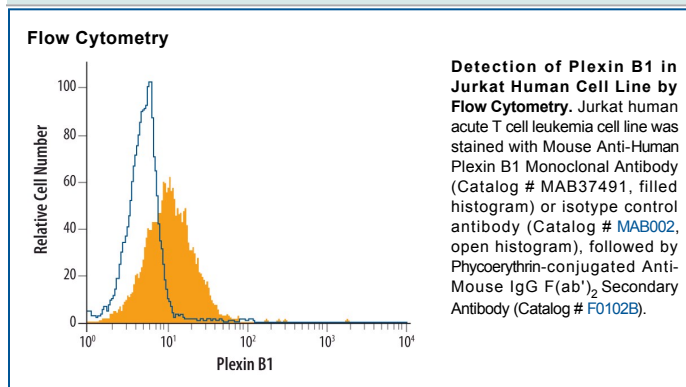 Flow Cytometry
100
80
60
40
20
0
10⁰
10¹
10²
10³
10⁴
Relative Cell Number
Plexin B1
Detection of Plexin B1 in
Jurkat Human Cell Line by
Flow Cytometry. Jurkat human
acute T cell leukemia cell line was
stained with Mouse Anti-Human
Plexin B1 Monoclonal Antibody
(Catalog # MAB37491, filled
histogram) or isotype control
antibody (Catalog # MAB002,
open histogram), followed by
Phycoerythrin-conjugated Anti-
Mouse IgG F(ab')₂ Secondary
Antibody (Catalog # F0102B).